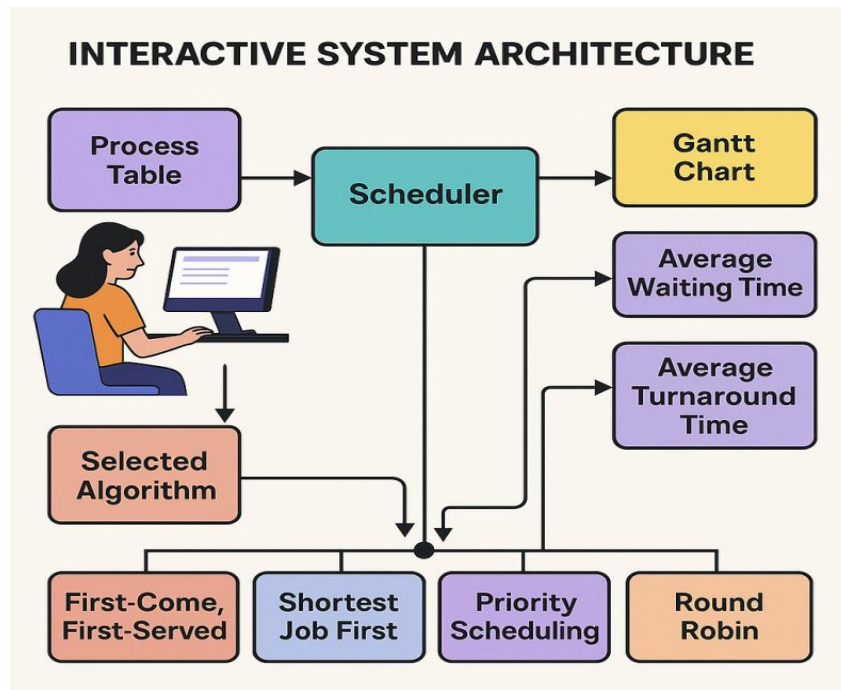 INTERACTIVE SYSTEM ARCHITECTURE
Process
Table
Scheduler
Gantt
Chart
Average
Waiting Time
Average
Turnaround
Time
Selected
Algorithm
First-Come,
First-Served
Shortest
Job First
Priority
Scheduling
Round
Robin